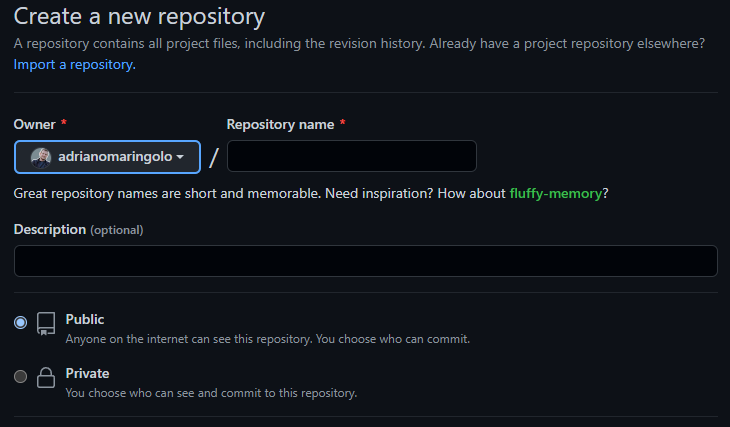 Create a new repository
A repository contains all project files, including the revision history. Already have a project repository elsewhere?
Import a repository.
Owner *
Repository name *
adrianomaringolo
/
Great repository names are short and memorable. Need inspiration? How about fluffy-memory?
Description (optional)
Public
Anyone on the internet can see this repository. You choose who can commit.
Private
You choose who can see and commit to this repository.